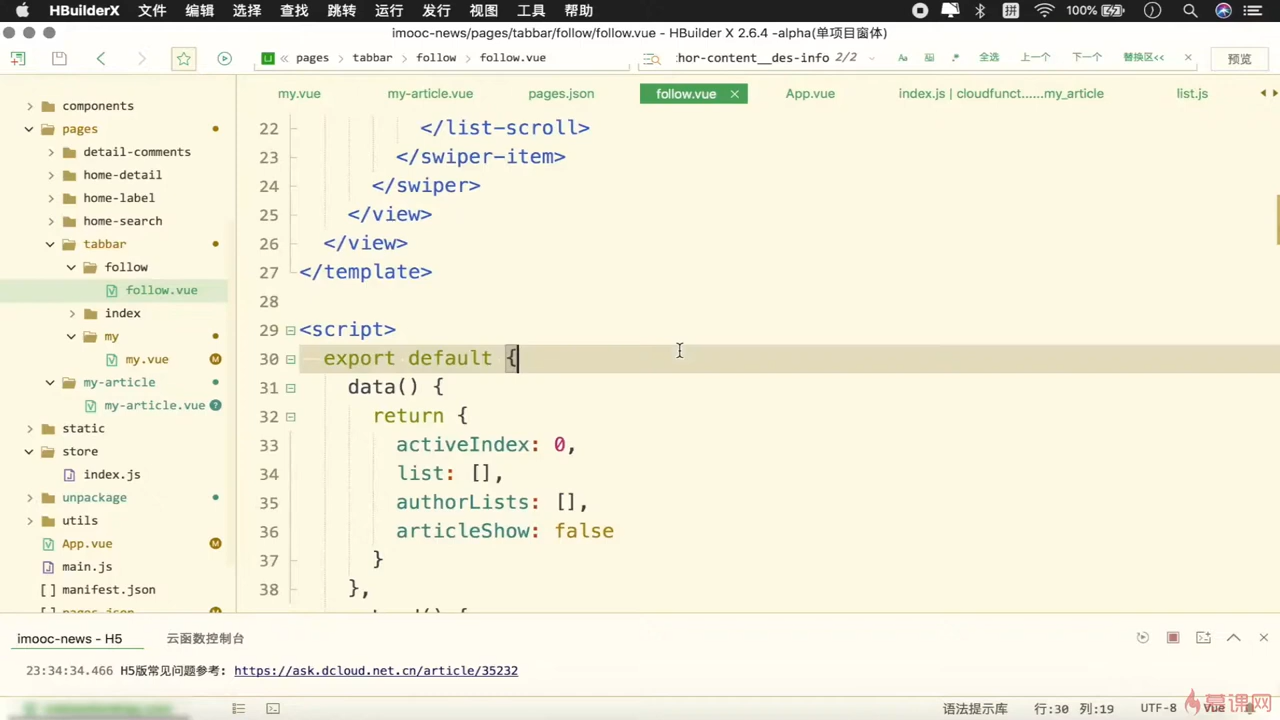 HBuilderX 文件 编辑 选择 查找 跳转 运行 发行 视图 工具 帮助 拼 100%
imooc-news/pages/tabbar/follow/follow.vue - HBuilder X 2.6.4 -alpha(单项目窗体)
pages tabbar follow follow.vue :hor-content__des-info 2/2 Aa 全选 上一个 下一个 替换区<< 预览
my.vue my-article.vue pages.json follow.vue App.vue index.js | cloudfunct......my_article list.js
components
pages
detail-comments
home-detail
home-label
home-search
tabbar
follow
follow.vue
index
my
my.vue M
my-article
my-article.vue ?
static
store
index.js
unpackage
utils
App.vue M
main.js
[ ] manifest.json
[ ] pages.json
22 </list-scroll>
23 </swiper-item>
24 </swiper>
25 </view>
26 </view>
27 </template>
28
29 <script>
30 export default {
31 data() {
32 return {
33 activeIndex: 0,
34 list: [],
35 authorLists: [],
36 articleShow: false
37 }
38 },
imooc-news - H5 云函数控制台
23:34:34.466 H5版常见问题参考: https://ask.dcloud.net.cn/article/35232
语法提示库 行:30 列:19 UTF-8 Vue
慕课网